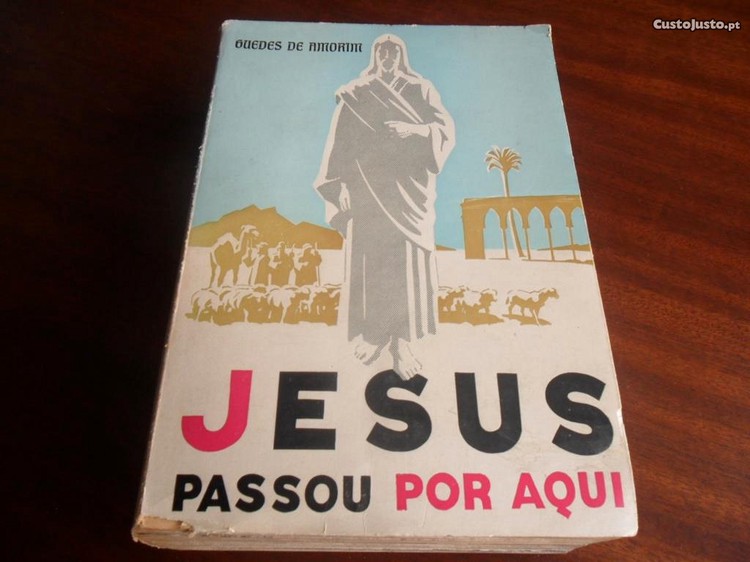 CustoJusto.pt
GUEDES DE AMORIM
JESUS
PASSOU POR AQUI